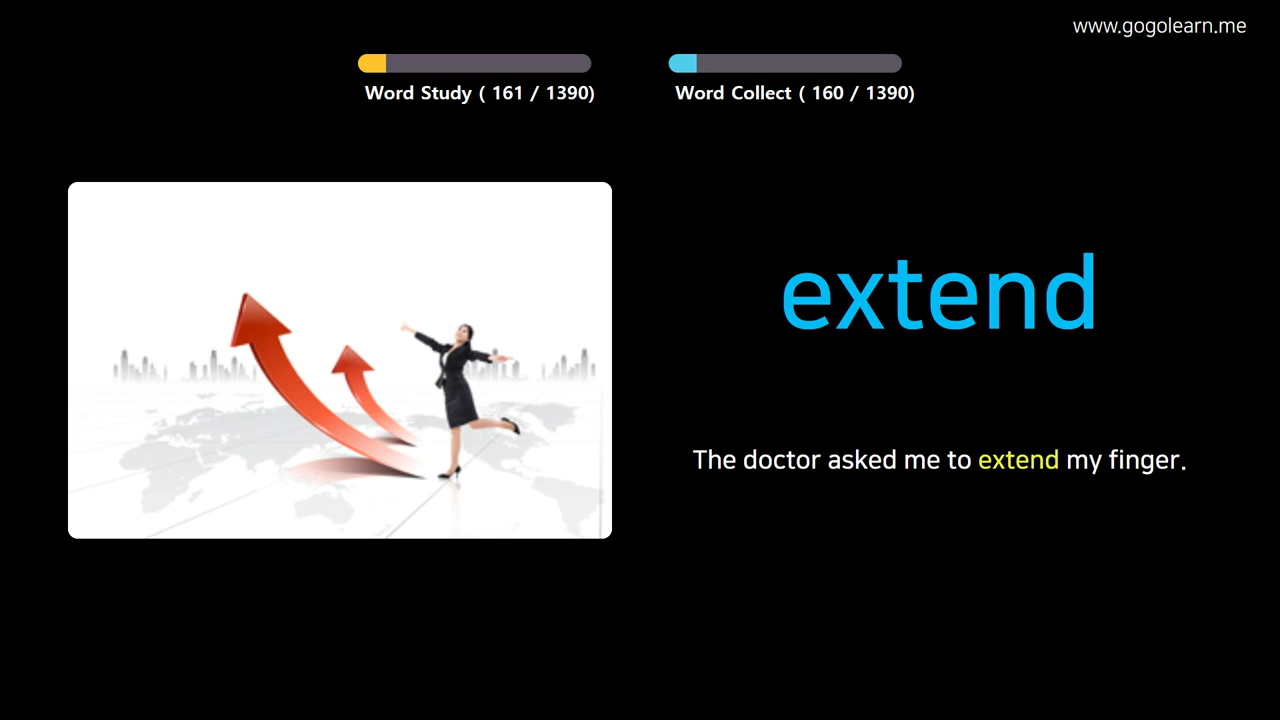 www.gogolearn.me
Word Study ( 161 / 1390)
Word Collect ( 160 / 1390)
extend
The doctor asked me to extend my finger.